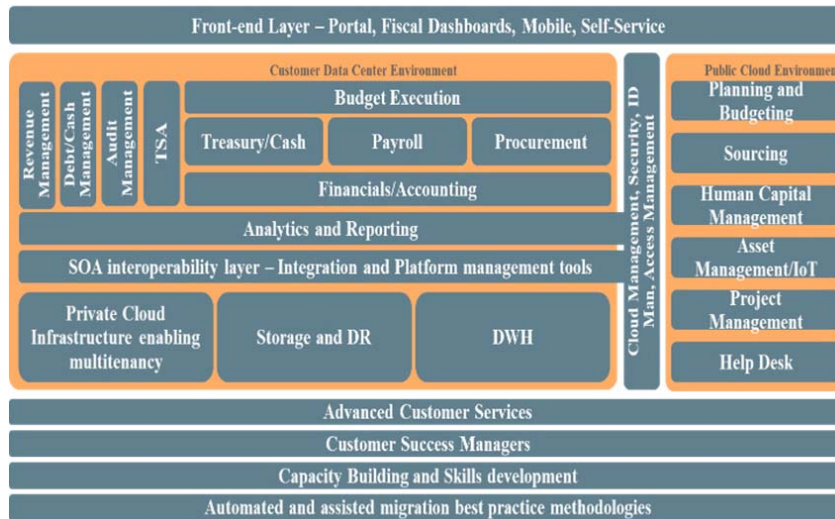 Front-end Layer – Portal, Fiscal Dashboards, Mobile, Self-Service
Customer Data Center Environment
Revenue
Management
Debt/Cash
Management
Audit
Management
TSA
Budget Execution
Treasury/Cash
Payroll
Procurement
Financials/Accounting
Analytics and Reporting
SOA interoperability layer – Integration and Platform management tools
Private Cloud
Infrastructure enabling
multitenancy
Storage and DR
DWH
Cloud Management, Security, ID
Man, Access Management
Public Cloud Environment
Planning and
Budgeting
Sourcing
Human Capital
Management
Asset
Management/IoT
Project
Management
Help Desk
Advanced Customer Services
Customer Success Managers
Capacity Building and Skills development
Automated and assisted migration best practice methodologies